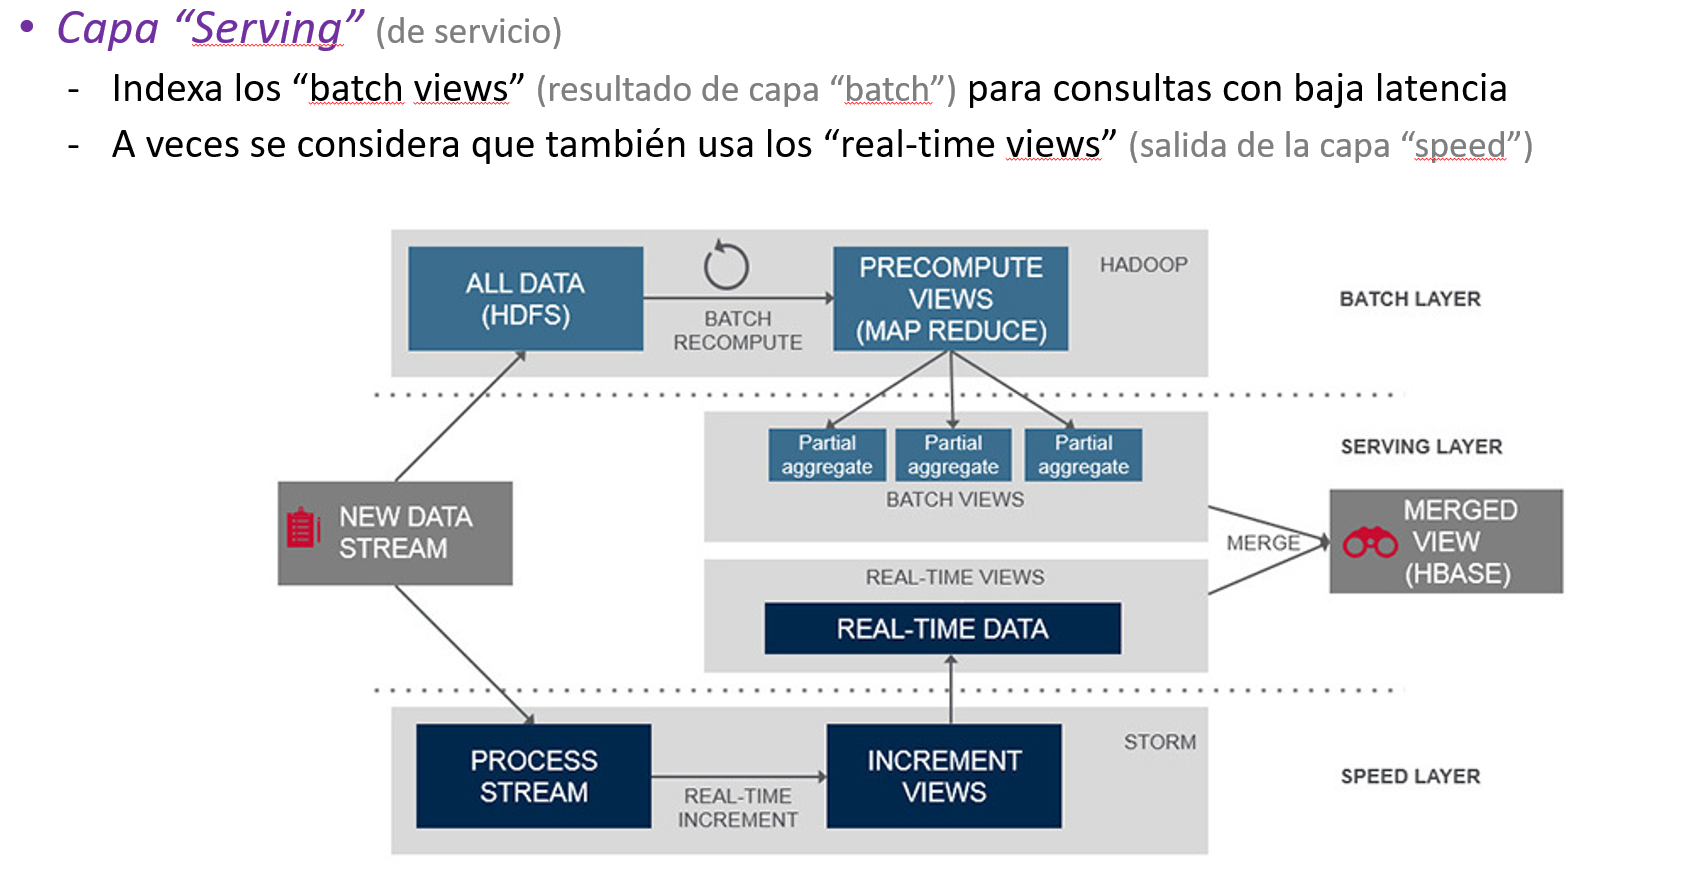 • Capa “Serving” (de servicio)
- Indexa los “batch views” (resultado de capa “batch”) para consultas con baja latencia
- A veces se considera que también usa los “real-time views” (salida de la capa “speed”)
ALL DATA
(HDFS)
BATCH
RECOMPUTE
PRECOMPUTE
VIEWS
(MAP REDUCE)
HADOOP
BATCH LAYER
Partial
aggregate
Partial
aggregate
Partial
aggregate
BATCH VIEWS
SERVING LAYER
NEW DATA
STREAM
MERGE
MERGED
VIEW
(HBASE)
REAL-TIME VIEWS
REAL-TIME DATA
PROCESS
STREAM
REAL-TIME
INCREMENT
INCREMENT
VIEWS
STORM
SPEED LAYER